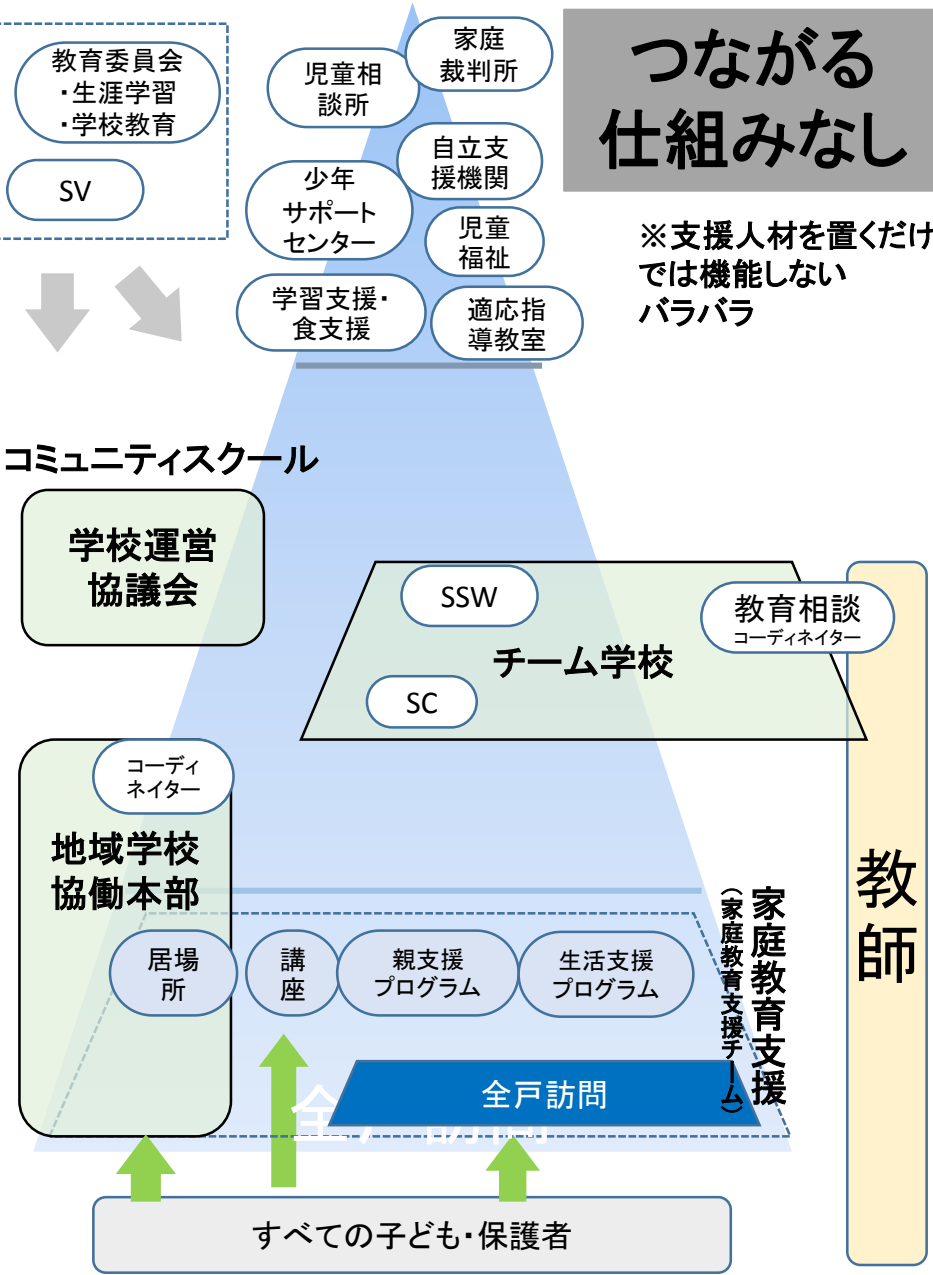 教育委員会
・生涯学習
・学校教育
SV
児童相
談所
家庭
裁判所
自立支
援機関
少年
サポート
センター
児童
福祉
学習支援・
食支援
適応指
導教室
つながる
仕組みなし
※支援人材を置くだけ
では機能しない
バラバラ
コミュニティスクール
学校運営
協議会
SSW
教育相談
コーディネイター
チーム学校
SC
コーディ
ネイター
地域学校
協働本部
教師
家庭教育支援
（家庭教育支援チーム）
居場
所
講
座
親支援
プログラム
生活支援
プログラム
全戸訪問
全戸訪問
すべての子ども・保護者